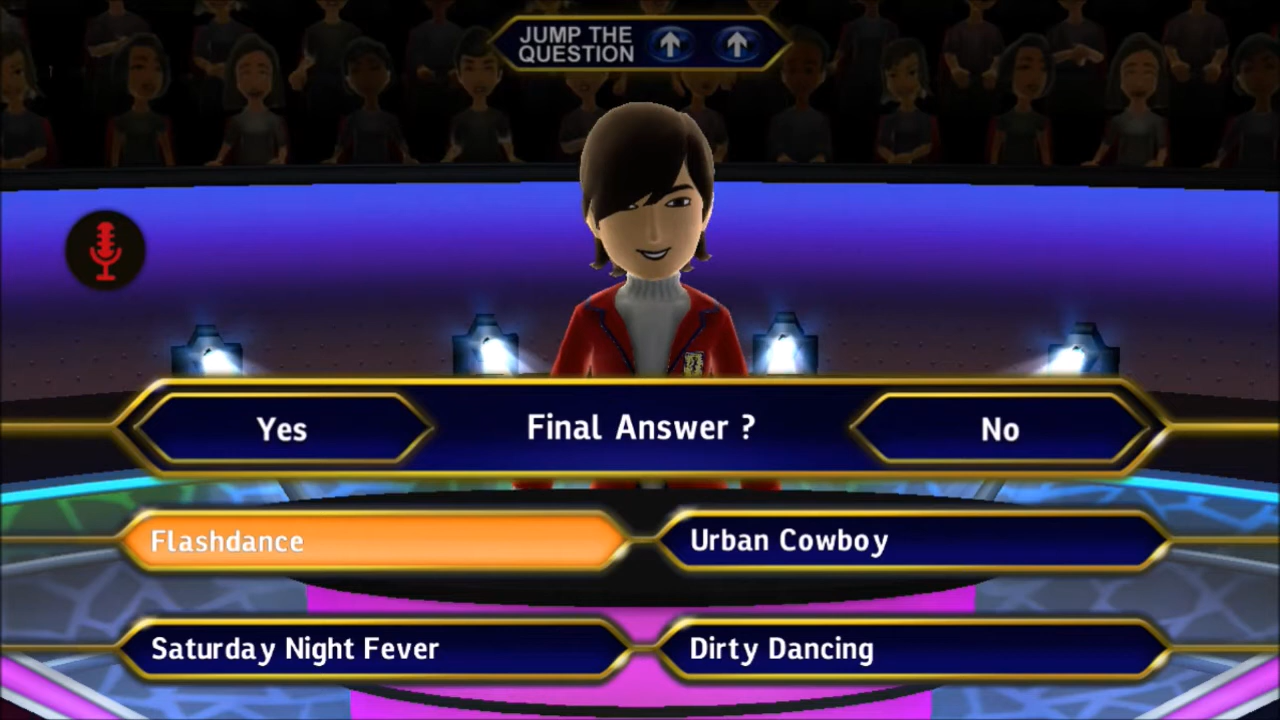 JUMP THE
QUESTION
Yes
Final Answer ?
No
Flashdance
Urban Cowboy
Saturday Night Fever
Dirty Dancing